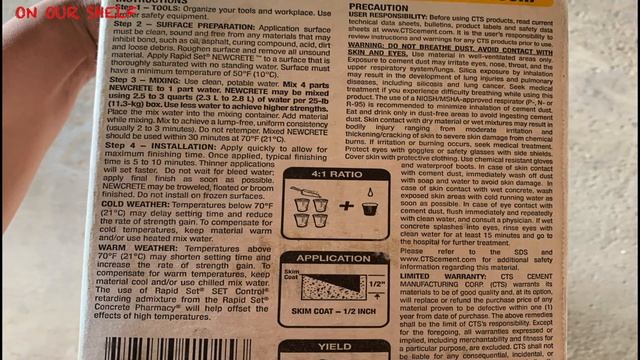 ON OUR SHELF
INSTRUCTIONS
Step 1 – TOOLS: Organize your tools and workplace. Use
safety equipment.
Step 2 – SURFACE PREPARATION: Application surface
must be clean, sound and free from any materials that may
inhibit bond, such as oil, asphalt, curing compound, acid, dirt
and loose debris. Roughen surface and remove all unsound
material. Apply Rapid Set® NEWCRETE™ to a surface that is
thoroughly saturated with no standing water. Surface must
have a minimum temperature of 50°F (1°C).
Step 3 – MIXING: Use clean, potable water. Mix 4 parts
NEWCRETE to 1 part water. NEWCRETE may be mixed
using 2.5 to 3 quarts (2.3 L to 2.8 L) of water per 25-lb
(11.3-kg) box. Use less water to achieve higher strengths.
Place the mix water into the mixing container. Add material
while mixing. Mix to achieve a lump-free, uniform consistency
(usually 2 to 3 minutes). Do not retemper. Mixed NEWCRETE
should be used within 30 minutes at 70°F (21°C).
Step 4 – INSTALLATION: Apply quickly to allow for
maximum finishing time. Once applied, typical finishing
time is 5 to 10 minutes. Thinner applications
will set faster. Do not wait for bleed water;
apply final finish as soon as possible.
NEWCRETE may be troweled, floated or broom
finished. Do not install on frozen surfaces.
COLD WEATHER: Temperatures below 70°F
(21°C) may delay setting time and reduce
the rate of strength gain. To compensate for
cold temperatures, keep material warm
and/or use heated mix water.
WARM WEATHER: Temperatures above
70°F (21°C) may shorten setting time and
increase the rate of strength gain. To
compensate for warm temperatures, keep
material cool and/or use chilled mix water.
The use of Rapid Set® SET Control®
retarding admixture from the Rapid Set®
Concrete Pharmacy® will help offset the
effects of high temperatures.
4:1 RATIO
+
APPLICATION
Skim
Coat
1/2"
SKIM COAT – 1/2 INCH
YIELD
PRECAUTION
USER RESPONSIBILITY: Before using CTS products, read current
technical data sheets, bulletins, product labels and safety data
sheets at www.CTScement.com. It is the user's responsibility to
review instructions and warnings for any CTS products prior to use.
WARNING: DO NOT BREATHE DUST. AVOID CONTACT WITH
SKIN AND EYES. Use material in well-ventilated areas only.
Exposure to cement dust may irritate eyes, nose, throat, and the
upper respiratory system/lungs. Silica exposure by inhalation
may result in the development of lung injuries and pulmonary
diseases, including silicosis and lung cancer. Seek medical
treatment if you experience difficulty breathing while using this
product. The use of a NIOSH/MSHA-approved respirator (P-, N- or
R-95) is recommended to minimize inhalation of cement dust.
Eat and drink only in dust-free areas to avoid ingesting cement
dust. Skin contact with dry material or wet mixtures may result in
bodily injury ranging from moderate irritation and
thickening/cracking of skin to severe skin damage from chemical
burns. If irritation or burning occurs, seek medical treatment.
Protect eyes with goggles or safety glasses with side shields.
Cover skin with protective clothing. Use chemical resistant gloves
and waterproof boots. In case of skin contact
with cement dust, immediately wash off dust
with soap and water to avoid skin damage. In
case of skin contact with wet concrete, wash
exposed skin areas with cold running water as
soon as possible. In case of eye contact with
cement dust, flush immediately and repeatedly
with clean water, and consult a physician. If wet
concrete splashes into eyes, rinse eyes with
clean water for at least 15 minutes and go to
the hospital for further treatment.
Please refer to the SDS and
www.CTScement.com for additional safety
information regarding this material.
LIMITED WARRANTY: CTS CEMENT
MANUFACTURING CORP. (CTS) warrants its
materials to be of good quality and, at its option,
will replace or refund the purchase price of any
material proven to be defective within one (1)
year from date of purchase. The above remedies
shall be the limit of CTS's responsibility. Except
for the foregoing, all warranties expressed or
implied, including merchantability and fitness for
a particular purpose, are excluded. CTS shall not
be liable for any consequential, incidental, or